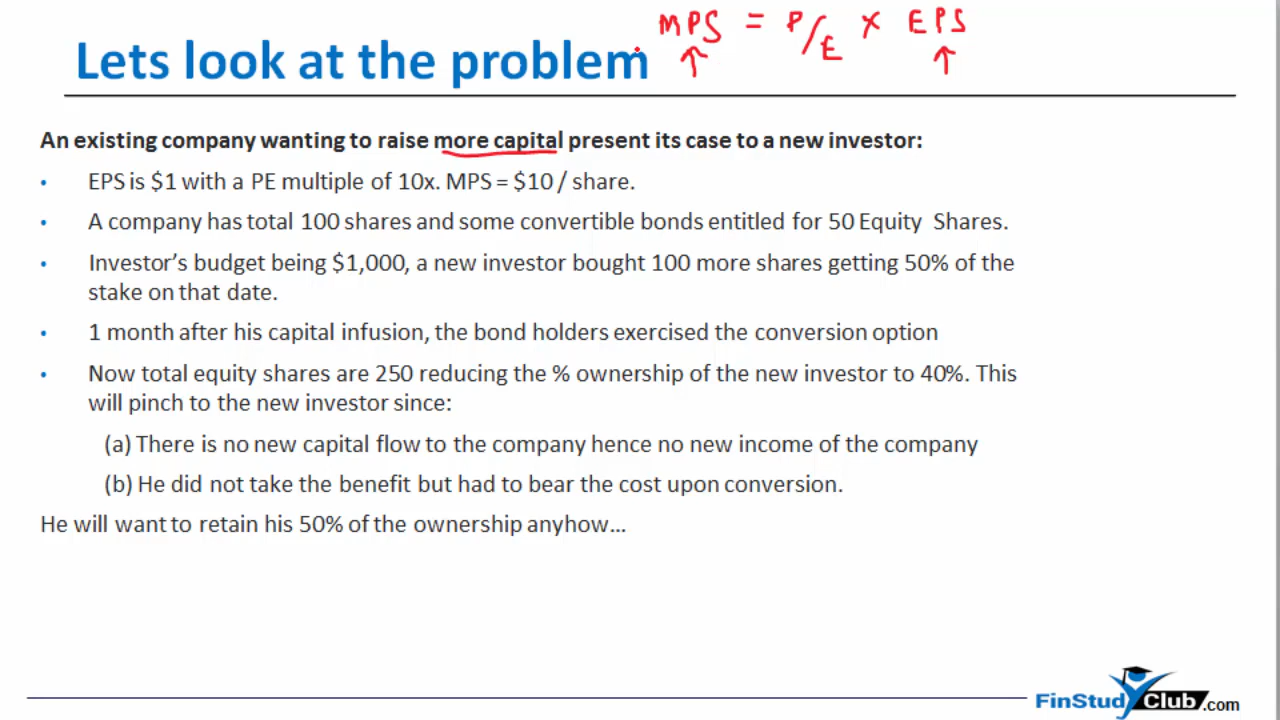 MPS = P/E × EPS
Lets look at the problem
An existing company wanting to raise more capital present its case to a new investor:
• EPS is $1 with a PE multiple of 10x. MPS = $10 / share.
• A company has total 100 shares and some convertible bonds entitled for 50 Equity Shares.
• Investor's budget being $1,000, a new investor bought 100 more shares getting 50% of the
stake on that date.
• 1 month after his capital infusion, the bond holders exercised the conversion option
• Now total equity shares are 250 reducing the % ownership of the new investor to 40%. This
will pinch to the new investor since:
(a) There is no new capital flow to the company hence no new income of the company
(b) He did not take the benefit but had to bear the cost upon conversion.
He will want to retain his 50% of the ownership anyhow...
FinStudyClub.com